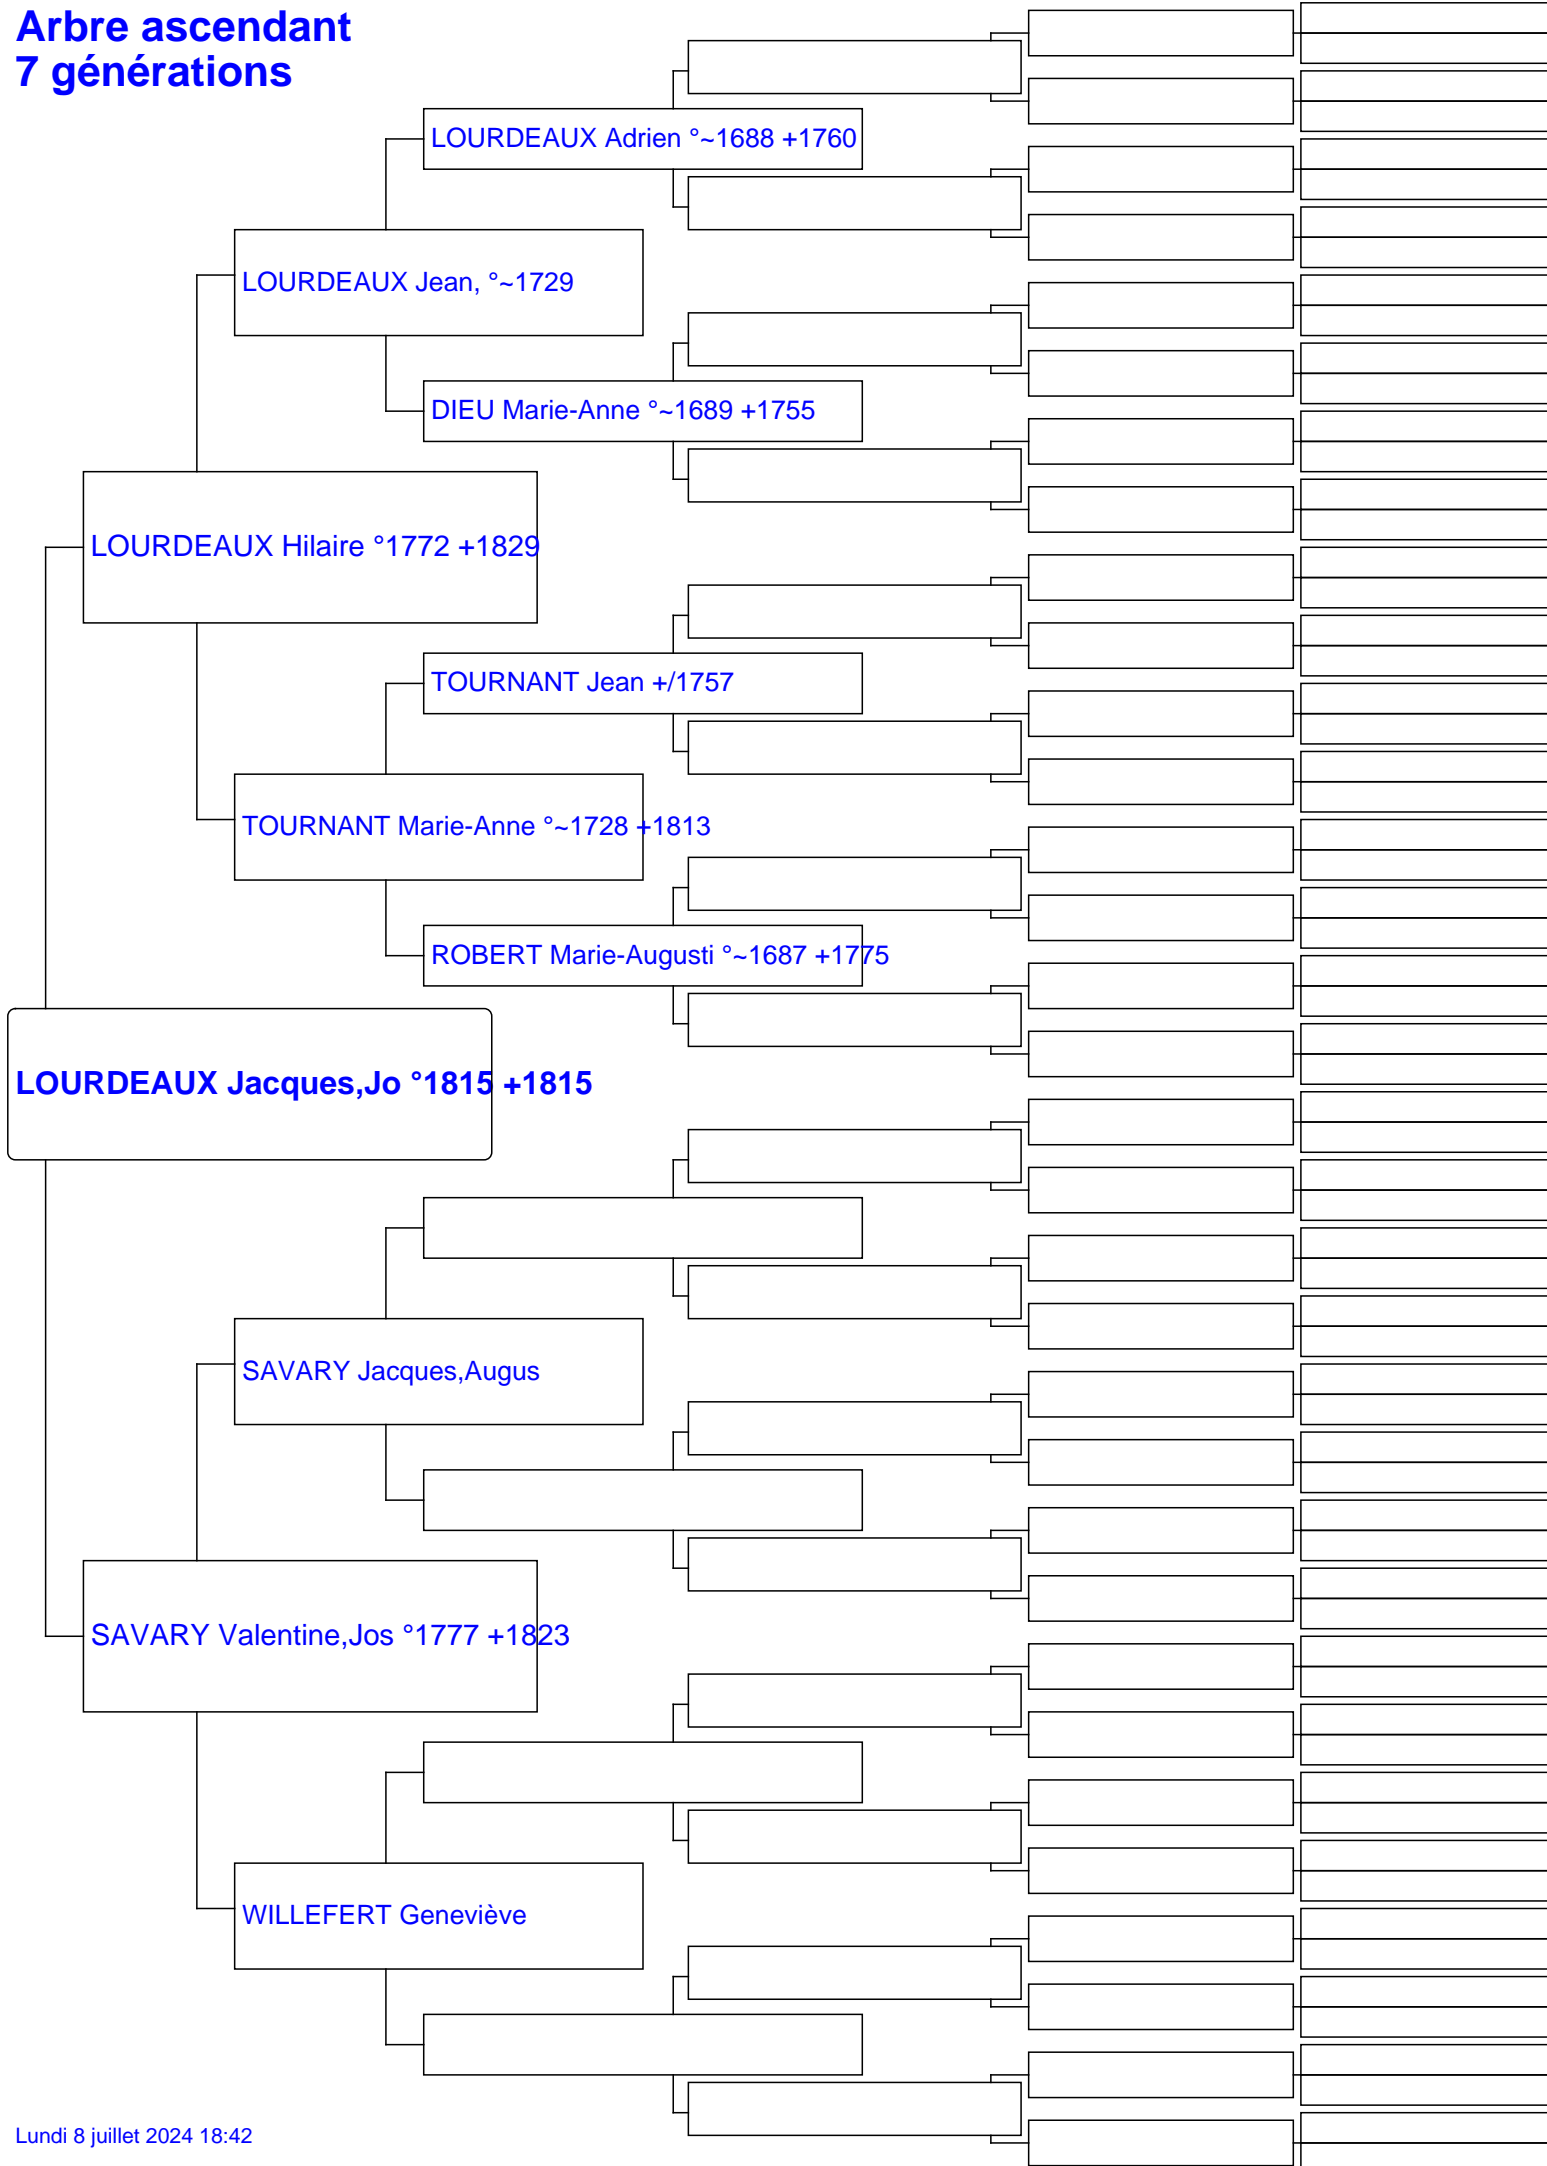 Arbre ascendant
7 générations
LOURDEAUX Adrien °~1688 +1760
LOURDEAUX Jean, °~1729
DIEU Marie-Anne °~1689 +1755
LOURDEAUX Hilaire °1772 +1829
TOURNANT Jean +/1757
TOURNANT Marie-Anne °~1728 +1813
ROBERT Marie-Augusti °~1687 +1775
LOURDEAUX Jacques,Jo °1815 +1815
SAVARY Jacques,Augus
SAVARY Valentine,Jos °1777 +1823
WILLEFERT Geneviève
Lundi 8 juillet 2024 18:42